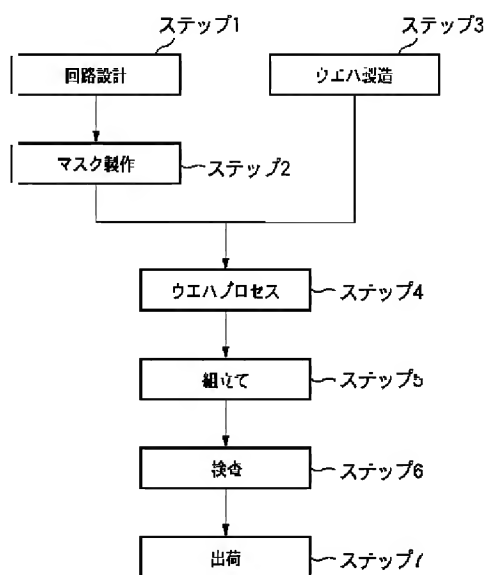 ステップ1
ステップ3
回路設計
ウエハ製造
マスク製作
ステップ2
ウエハプロセス
ステップ4
組立て
ステップ5
検査
ステップ6
出荷
ステップ7